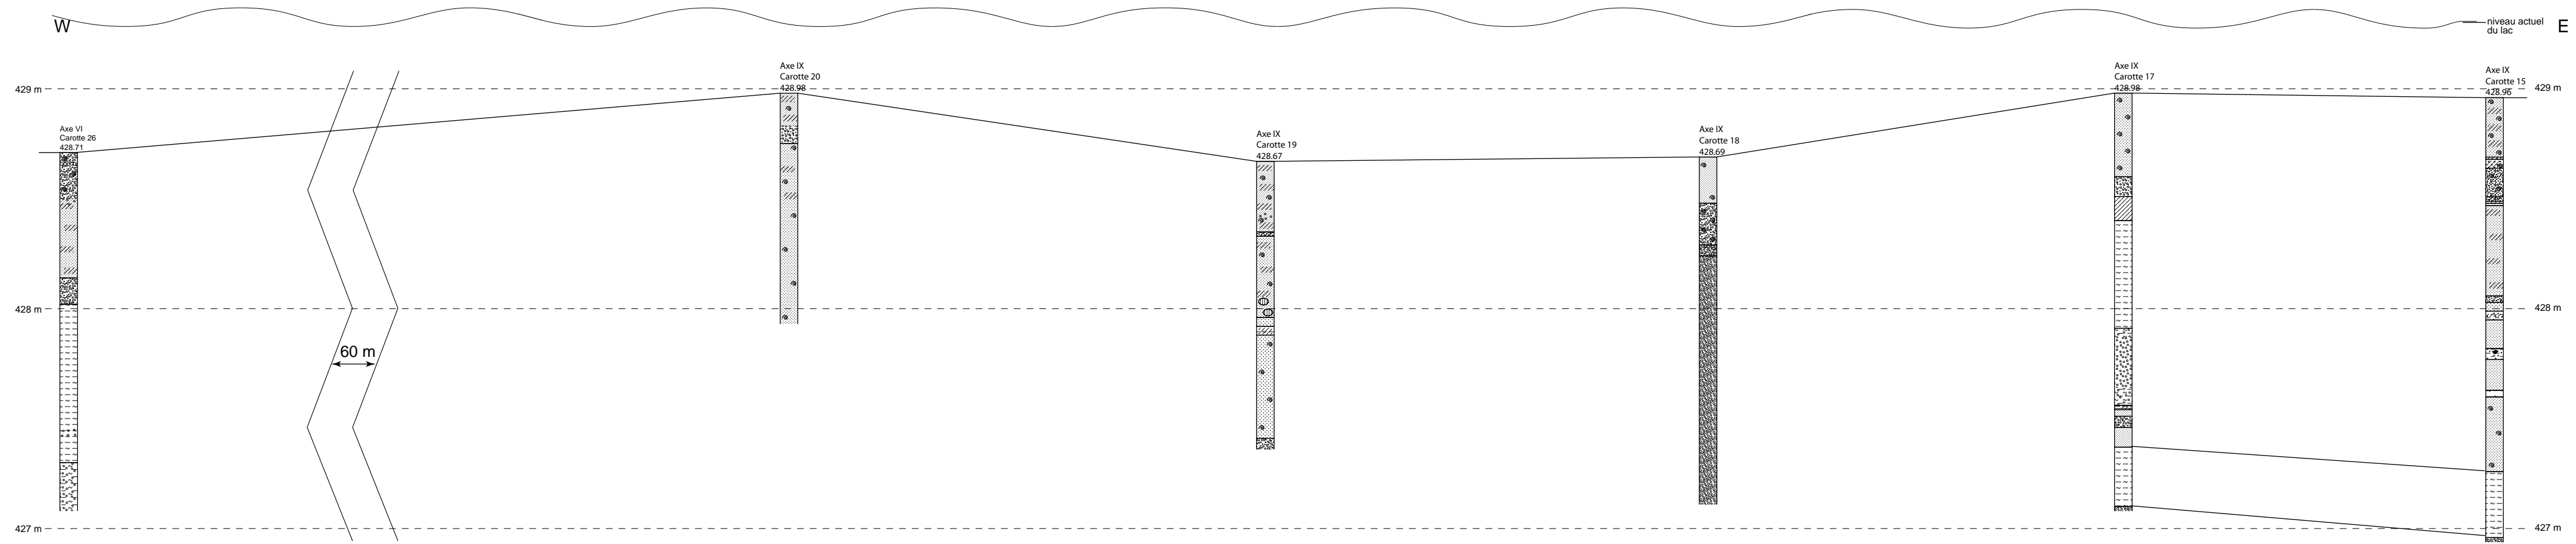 W
niveau actuel
du lac
E
429 m
Axe VI
Carotte 26
428.71
Axe IX
Carotte 20
428.98
Axe IX
Carotte 19
428.67
Axe IX
Carotte 18
428.69
Axe IX
Carotte 17
428.98
Axe IX
Carotte 15
428.96
429 m
428 m
428 m
60 m
427 m
427 m